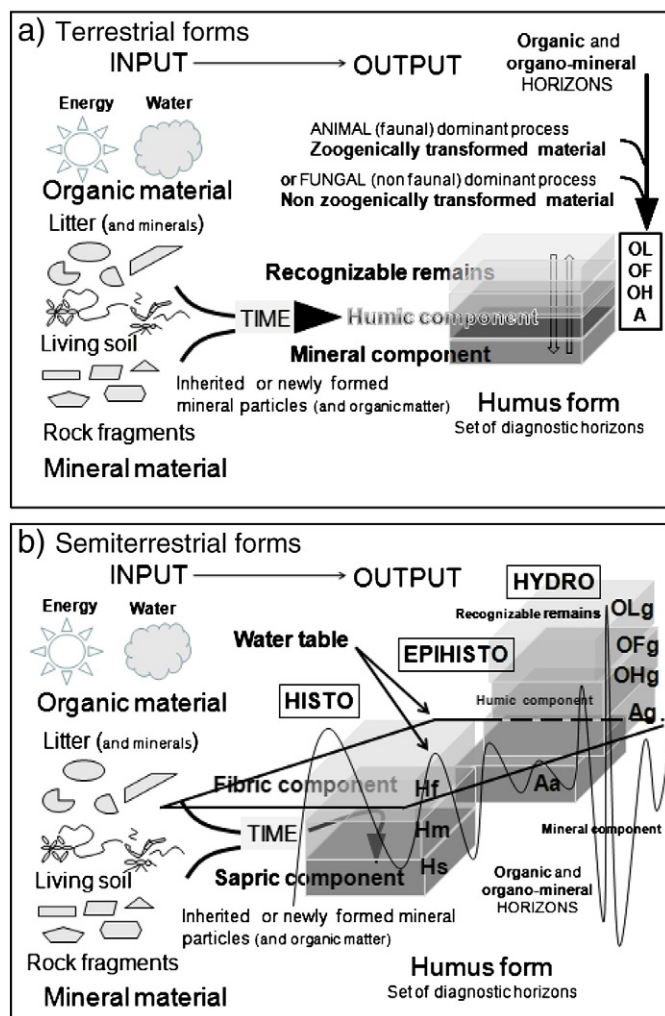 a) Terrestrial forms
INPUT
OUTPUT
Organic and
organo-mineral
HORIZONS
Energy
Water
ANIMAL (faunal) dominant process
Zoogenically transformed material
or FUNGAL (non faunal) dominant process
Non zoogenically transformed material
Organic material
Litter (and minerals)
OL
OF
OH
A
Recognizable remains
TIME
Humic component
Mineral component
Living soil
Inherited or newly formed
mineral particles (and organic matter)
Humus form
Set of diagnostic horizons
Rock fragments
Mineral material
b) Semiterrestrial forms
INPUT
OUTPUT
HYDRO
Energy
Water
Recognizable remains
OLg
Water table
OFg
EPIHISTO
OHg
Organic material
HISTO
Humic component
Ag
Litter (and minerals)
Fibric component
Hf
Aa
TIME
Hm
Mineral component
Hs
Living soil
Sapric component
Organic and
organo-mineral
HORIZONS
Inherited or newly formed mineral
particles (and organic matter)
Rock fragments
Humus form
Set of diagnostic horizons
Mineral material